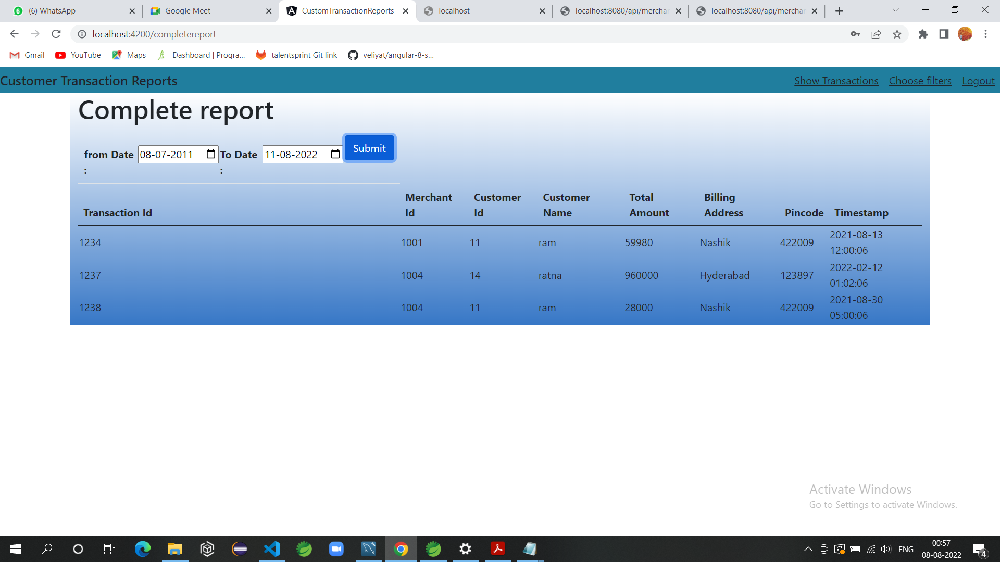 (6) WhatsApp
Google Meet
CustomTransactionReports
localhost
localhost:8080/api/mercha
localhost:8080/api/mercha
localhost:4200/completereport
Gmail
YouTube
Maps
Dashboard | Progra...
talentsprint Git link
veliyat/angular-8-s...
Customer Transaction Reports
Show Transactions
Choose filters
Logout
Complete report
from Date
:
08-07-2011
To Date
:
11-08-2022
Submit
Transaction Id
Merchant
Id
Customer
Id
Customer
Name
Total
Amount
Billing
Address
Pincode
Timestamp
1234
1001
11
ram
59980
Nashik
422009
2021-08-13
12:00:06
1237
1004
14
ratna
960000
Hyderabad
123897
2022-02-12
01:02:06
1238
1004
11
ram
28000
Nashik
422009
2021-08-30
05:00:06
Activate Windows
Go to Settings to activate Windows.
ENG
00:57
08-08-2022
4